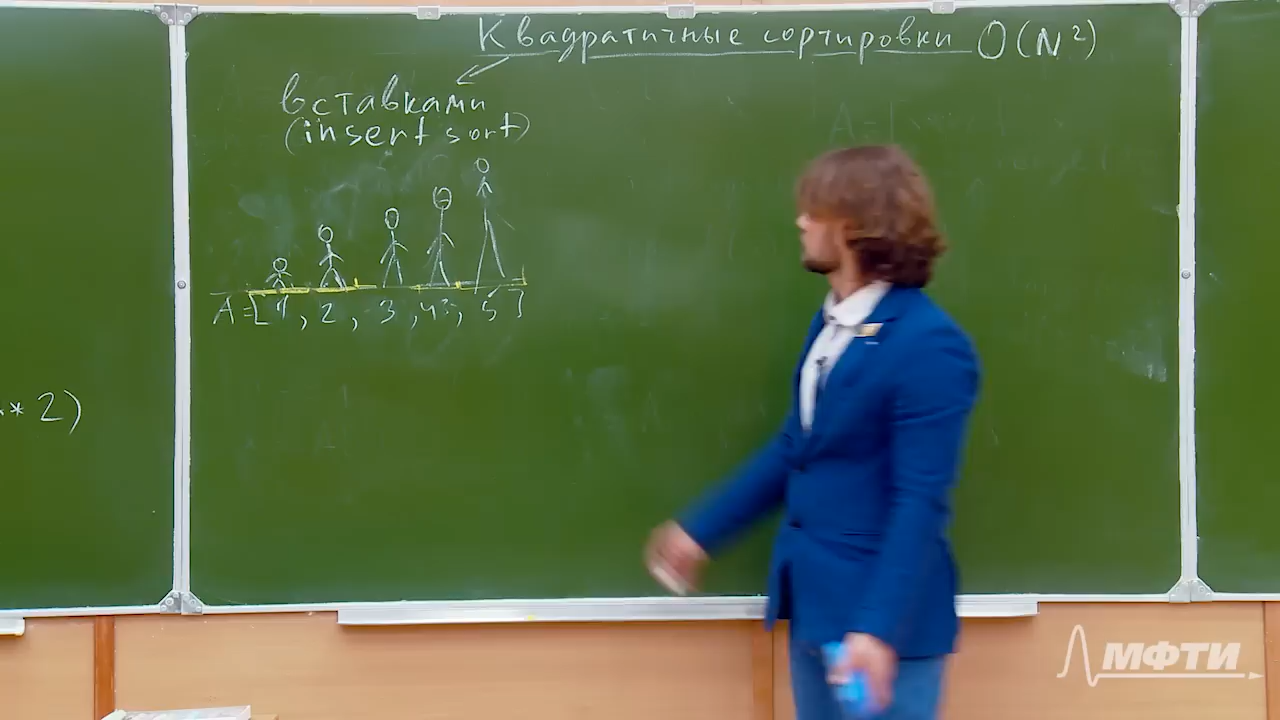 Квадратичные сортировки O(N²)
вставками
(insert sort)
A=[1, 2, 3, 4, 5]
* 2)
A=[
МФТИ